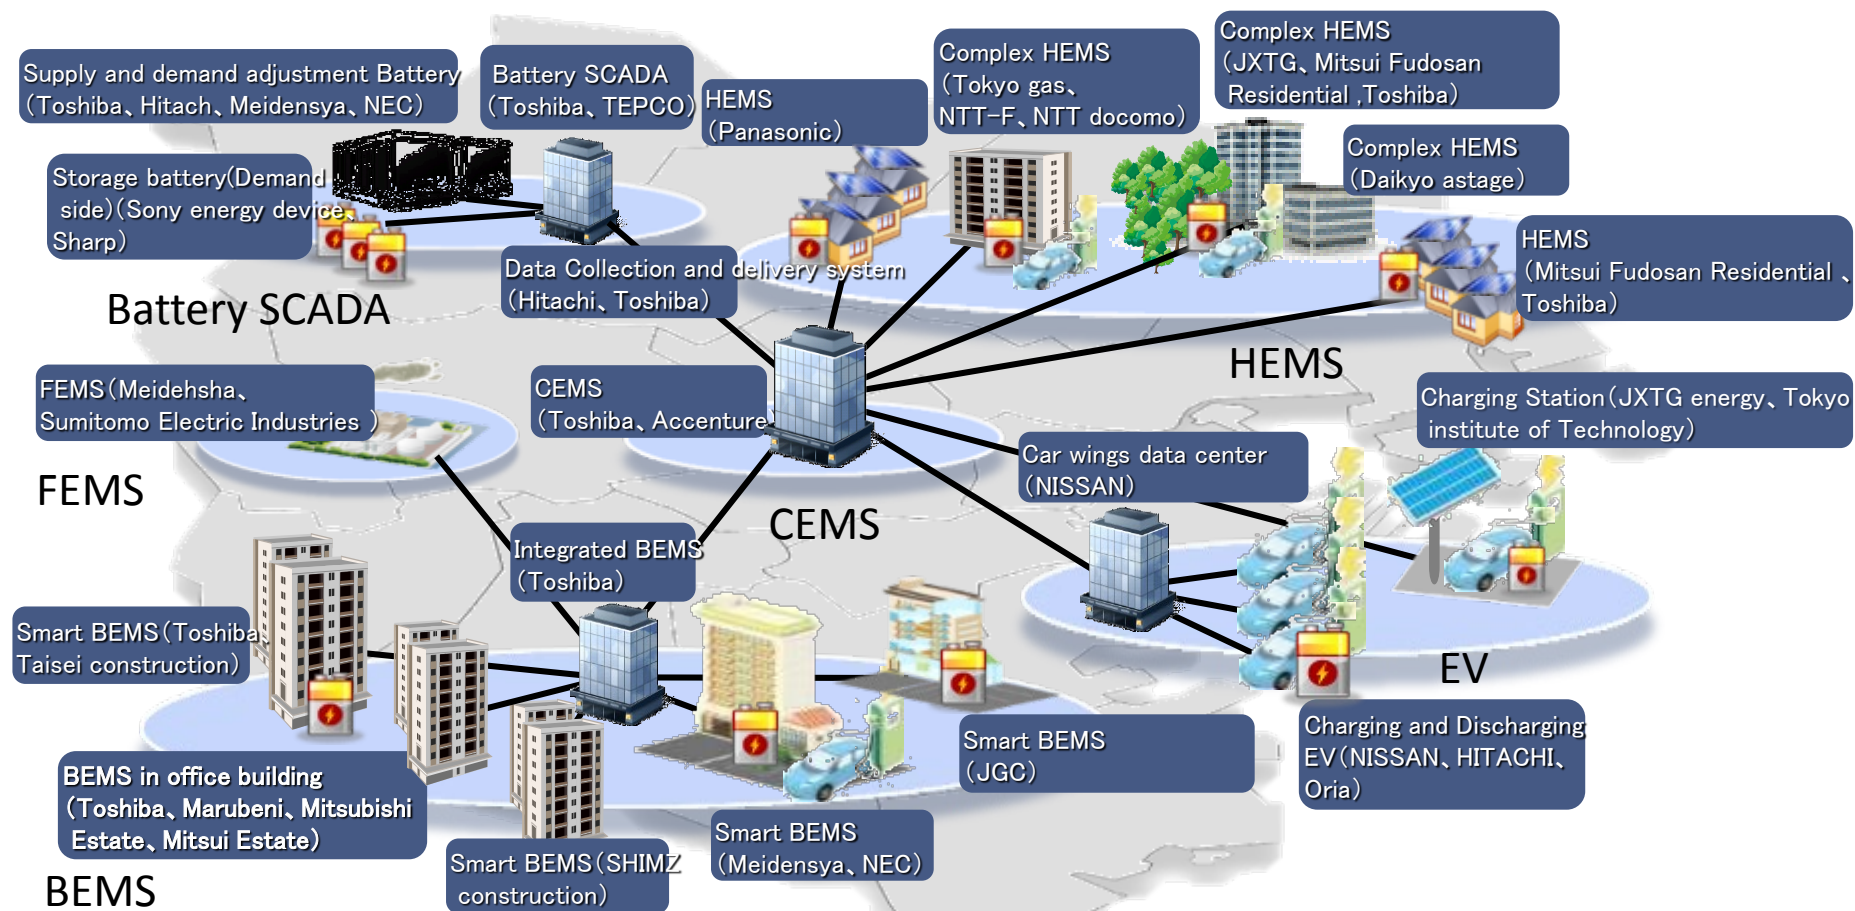 Supply and demand adjustment Battery
（Toshiba、Hitach、Meidensya、NEC）
Battery SCADA
（Toshiba、TEPCO）
HEMS
（Panasonic）
Complex HEMS
（Tokyo gas、
NTT-F、NTT docomo）
Complex HEMS
（JXTG、Mitsui Fudosan
Residential ,Toshiba）
Complex HEMS
（Daikyo astage）
Storage battery(Demand
side)（Sony energy device、
Sharp）
Data Collection and delivery system
（Hitachi、Toshiba）
HEMS
（Mitsui Fudosan Residential 、
Toshiba）
Battery SCADA
HEMS
FEMS（Meidehsha、
Sumitomo Electric Industries ）
CEMS
（Toshiba、Accenture）
Charging Station（JXTG energy、Tokyo
institute of Technology）
Car wings data center
（NISSAN）
FEMS
CEMS
Integrated BEMS
（Toshiba）
Smart BEMS（Toshiba、
Taisei construction）
EV
BEMS in office building
（Toshiba、Marubeni、Mitsubishi
Estate、Mitsui Estate）
Smart BEMS
（JGC）
Charging and Discharging
EV（NISSAN、HITACHI、
Oria）
Smart BEMS（SHIMZ
construction）
Smart BEMS
（Meidensya、NEC）
BEMS